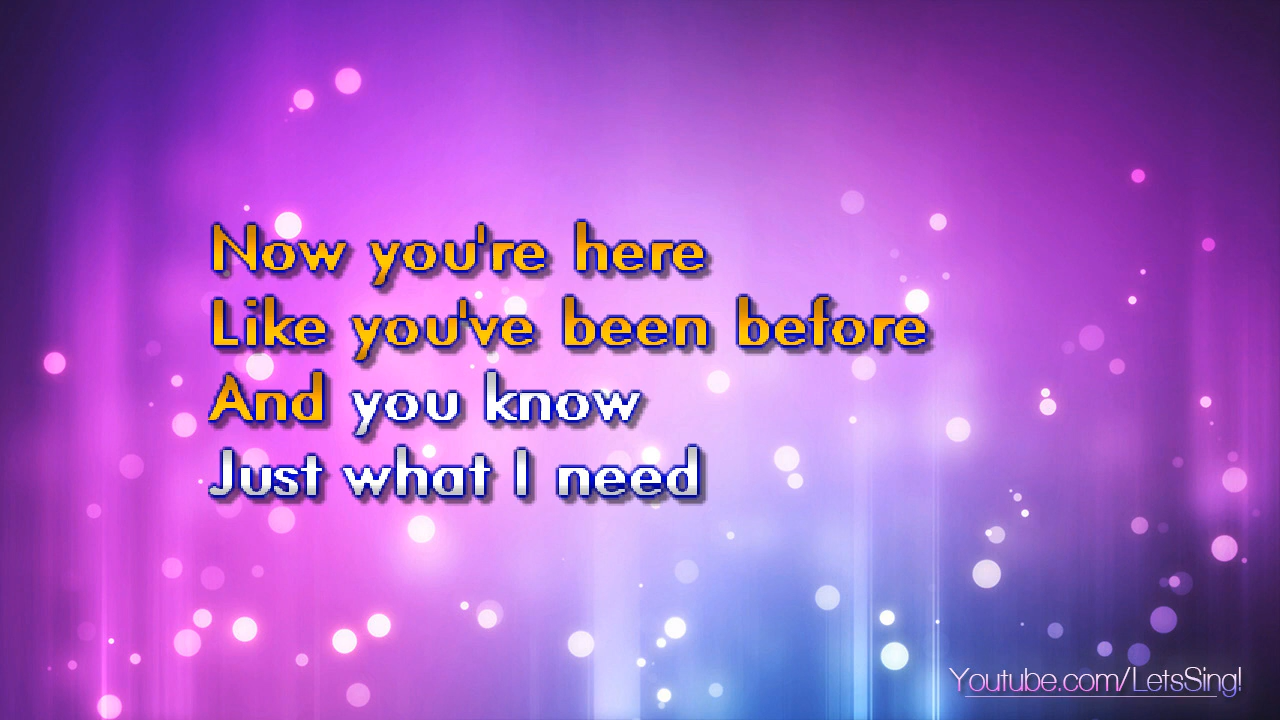 Now you're here
Like you've been before
And you know
Just what I need
Youtube.com/LetsSing!